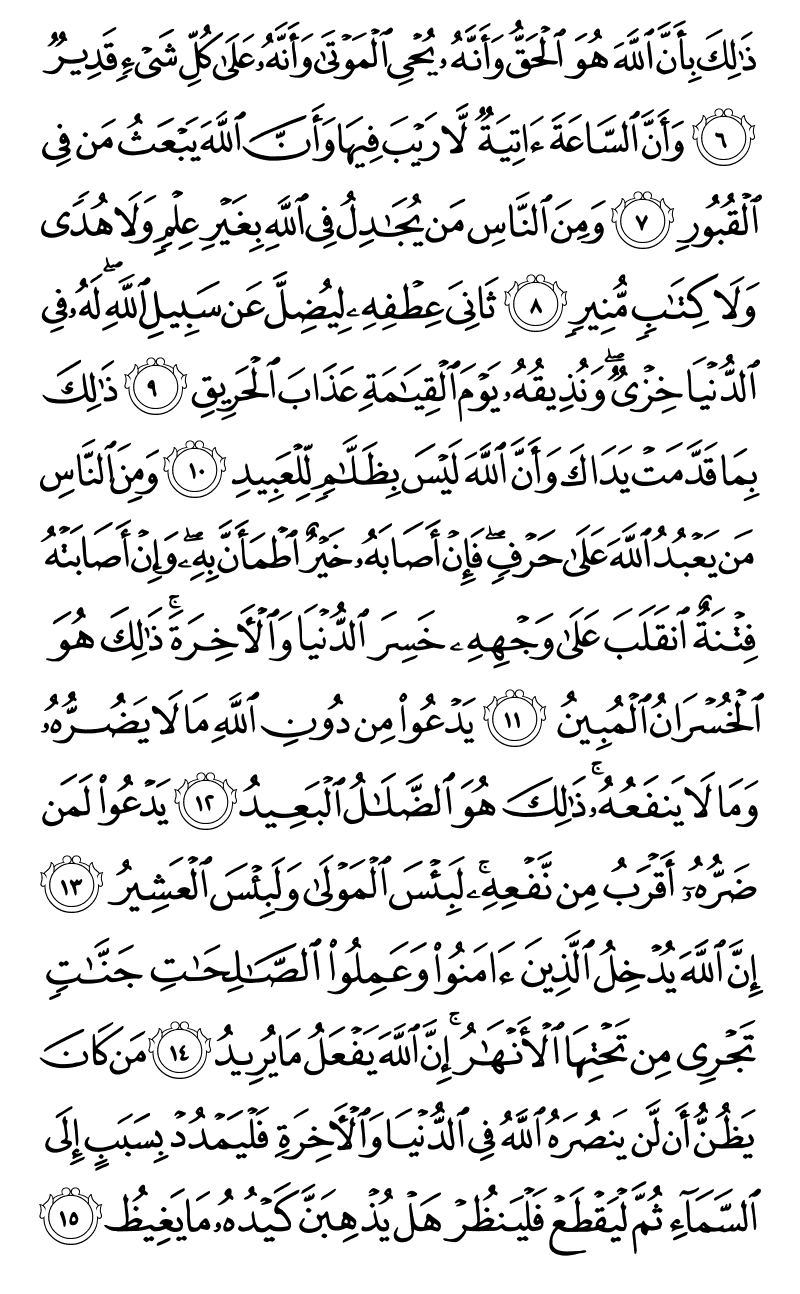 ذَٰلِكَ بِأَنَّ ٱللَّهَ هُوَ ٱلۡحَقُّ وَأَنَّهُۥ يُحۡيِ ٱلۡمَوۡتَىٰ وَأَنَّهُۥ عَلَىٰ كُلِّ شَيۡءٖ قَدِيرٞ
٦ وَأَنَّ ٱلسَّاعَةَ ءَاتِيَةٞ لَّا رَيۡبَ فِيهَا وَأَنَّ ٱللَّهَ يَبۡعَثُ مَن فِي
ٱلۡقُبُورِ ٧ وَمِنَ ٱلنَّاسِ مَن يُجَٰدِلُ فِي ٱللَّهِ بِغَيۡرِ عِلۡمٖ وَلَا هُدٗى
وَلَا كِتَٰبٖ مُّنِيرٖ ٨ ثَانِيَ عِطۡفِهِۦ لِيُضِلَّ عَن سَبِيلِ ٱللَّهِۖ لَهُۥ فِي
ٱلدُّنۡيَا خِزۡيٞۖ وَنُذِيقُهُۥ يَوۡمَ ٱلۡقِيَٰمَةِ عَذَابَ ٱلۡحَرِيقِ ٩ ذَٰلِكَ
بِمَا قَدَّمَتۡ يَدَاكَ وَأَنَّ ٱللَّهَ لَيۡسَ بِظَلَّٰمٖ لِّلۡعَبِيدِ ١٠ وَمِنَ ٱلنَّاسِ
مَن يَعۡبُدُ ٱللَّهَ عَلَىٰ حَرۡفٖۖ فَإِنۡ أَصَابَهُۥ خَيۡرٌ ٱطۡمَأَنَّ بِهِۦۖ وَإِنۡ أَصَابَتۡهُ
فِتۡنَةٌ ٱنقَلَبَ عَلَىٰ وَجۡهِهِۦ خَسِرَ ٱلدُّنۡيَا وَٱلۡأٓخِرَةَۚ ذَٰلِكَ هُوَ
ٱلۡخُسۡرَانُ ٱلۡمُبِينُ ١١ يَدۡعُواْ مِن دُونِ ٱللَّهِ مَا لَا يَضُرُّهُۥ
وَمَا لَا يَنفَعُهُۥۚ ذَٰلِكَ هُوَ ٱلضَّلَٰلُ ٱلۡبَعِيدُ ١٢ يَدۡعُواْ لَمَن
ضَرُّهُۥٓ أَقۡرَبُ مِن نَّفۡعِهِۦۚ لَبِئۡسَ ٱلۡمَوۡلَىٰ وَلَبِئۡسَ ٱلۡعَشِيرُ ١٣
إِنَّ ٱللَّهَ يُدۡخِلُ ٱلَّذِينَ ءَامَنُواْ وَعَمِلُواْ ٱلصَّٰلِحَٰتِ جَنَّٰتٖ
تَجۡرِي مِن تَحۡتِهَا ٱلۡأَنۡهَٰرُۚ إِنَّ ٱللَّهَ يَفۡعَلُ مَا يُرِيدُ ١٤ مَن كَانَ
يَظُنُّ أَن لَّن يَنصُرَهُ ٱللَّهُ فِي ٱلدُّنۡيَا وَٱلۡأٓخِرَةِ فَلۡيَمۡدُدۡ بِسَبَبٍ إِلَى
ٱلسَّمَآءِ ثُمَّ لۡيَقۡطَعۡ فَلۡيَنظُرۡ هَلۡ يُذۡهِبَنَّ كَيۡدُهُۥ مَا يَغِيظُ ١٥